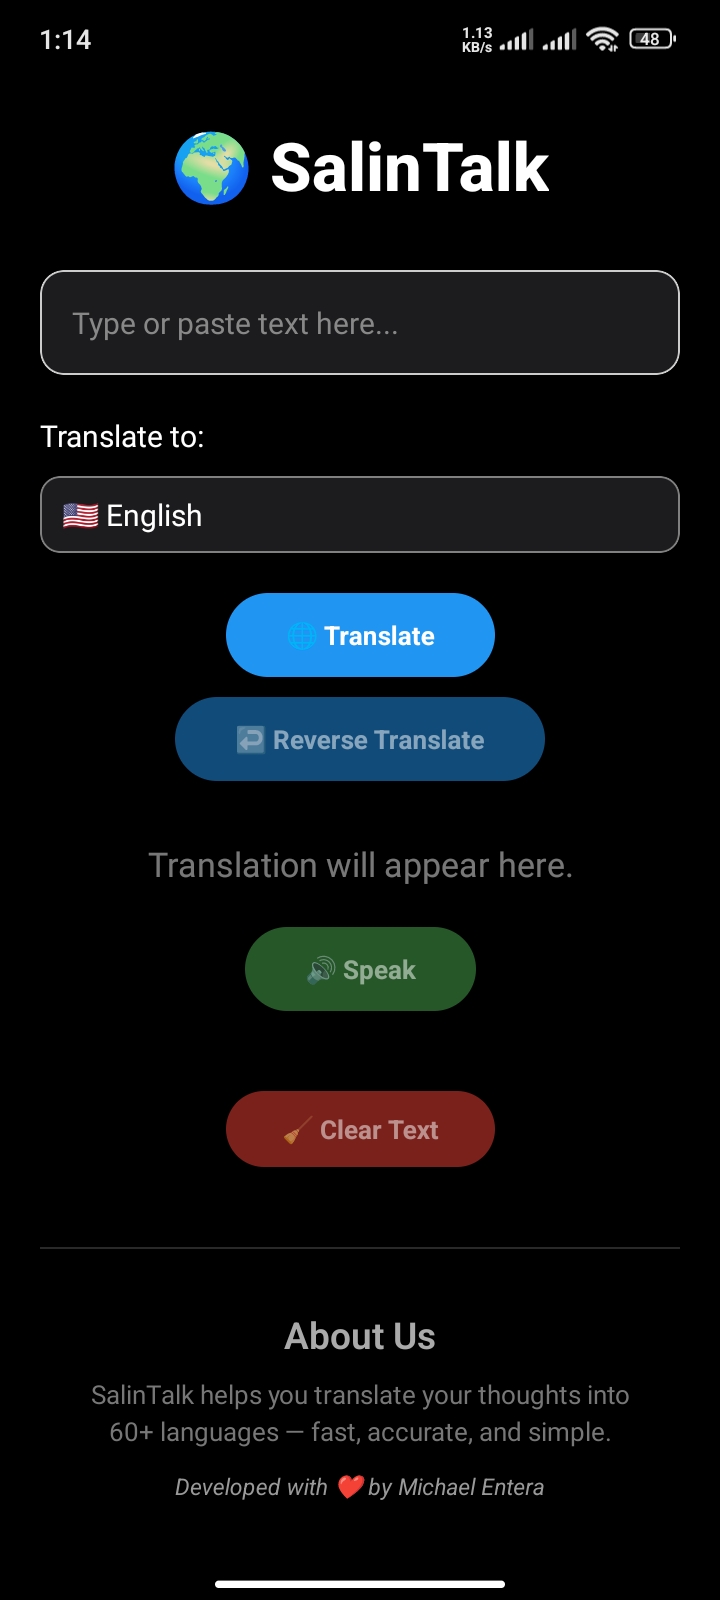 1:14
1.13
KB/s
48
🌍 SalinTalk
Type or paste text here...
Translate to:
🇺🇸 English
🌐 Translate
↩️ Reverse Translate
Translation will appear here.
🔊 Speak
🧹 Clear Text
About Us
SalinTalk helps you translate your thoughts into
60+ languages — fast, accurate, and simple.
Developed with ❤️ by Michael Entera